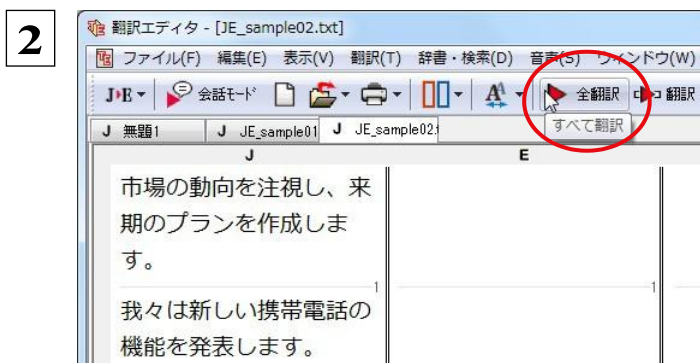 2
翻訳エディタ - [JE_sample02.txt]
ファイル(F) 編集(E) 表示(V) 翻訳(T) 辞書・検索(D) 音声(S) ウィンドウ(W)
J▸E 会話モード 全翻訳 翻訳
すべて翻訳
J 無題1 J JE_sample01 J JE_sample02.t
J E
市場の動向を注視し、来
期のプランを作成しま
す。
1 1
我々は新しい携帯電話の
機能を発表します。